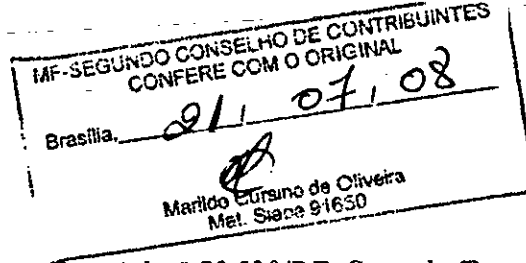 MF-SEGUNDO CONSELHO DE CONTRIBUINTES
CONFERE COM O ORIGINAL
Brasília, 21, 07, 08
Marildo Cursino de Oliveira
Mat. Siape 91650